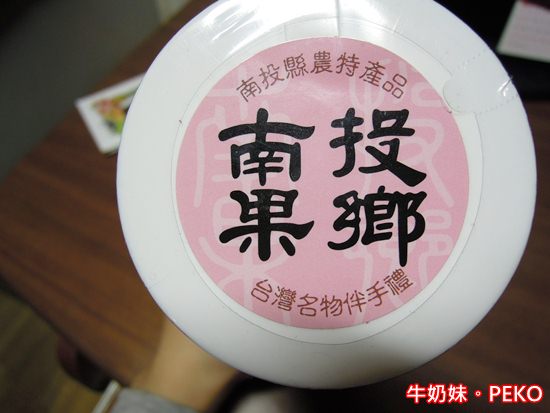 南投縣農特產品
南投
果鄉
台灣名物伴手禮
牛奶妹。PEKO